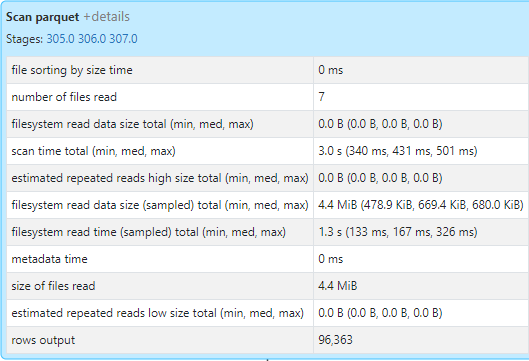 Scan parquet +details
Stages: 305.0 306.0 307.0
file sorting by size time 0 ms
number of files read 7
filesystem read data size total (min, med, max) 0.0 B (0.0 B, 0.0 B, 0.0 B)
scan time total (min, med, max) 3.0 s (340 ms, 431 ms, 501 ms)
estimated repeated reads high size total (min, med, max) 0.0 B (0.0 B, 0.0 B, 0.0 B)
filesystem read data size (sampled) total (min, med, max) 4.4 MiB (478.9 KiB, 669.4 KiB, 680.0 KiB)
filesystem read time (sampled) total (min, med, max) 1.3 s (133 ms, 167 ms, 326 ms)
metadata time 0 ms
size of files read 4.4 MiB
estimated repeated reads low size total (min, med, max) 0.0 B (0.0 B, 0.0 B, 0.0 B)
rows output 96,363